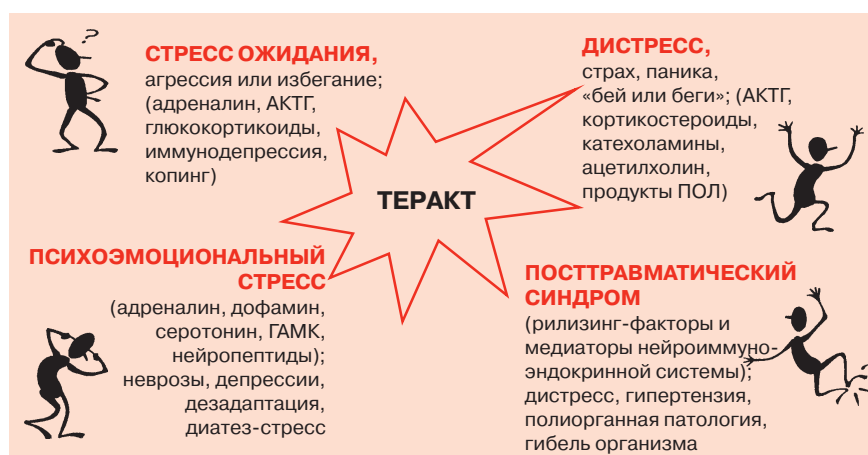 ?
СТРЕСС ОЖИДАНИЯ,
агрессия или избегание;
(адреналин, АКТГ,
глюкокортикоиды,
иммунодепрессия,
копинг)
ДИСТРЕСС,
страх, паника,
«бей или беги»; (АКТГ,
кортикостероиды,
катехоламины,
ацетилхолин,
продукты ПОЛ)
ТЕРАКТ
ПСИХОЭМОЦИОНАЛЬНЫЙ
СТРЕСС
(адреналин, дофамин,
серотонин, ГАМК,
нейропептиды);
неврозы, депрессии,
дезадаптация,
диатез-стресс
ПОСТТРАВМАТИЧЕСКИЙ
СИНДРОМ
(рилизинг-факторы и
медиаторы нейроиммуно-
эндокринной системы);
дистресс, гипертензия,
полиорганная патология,
гибель организма